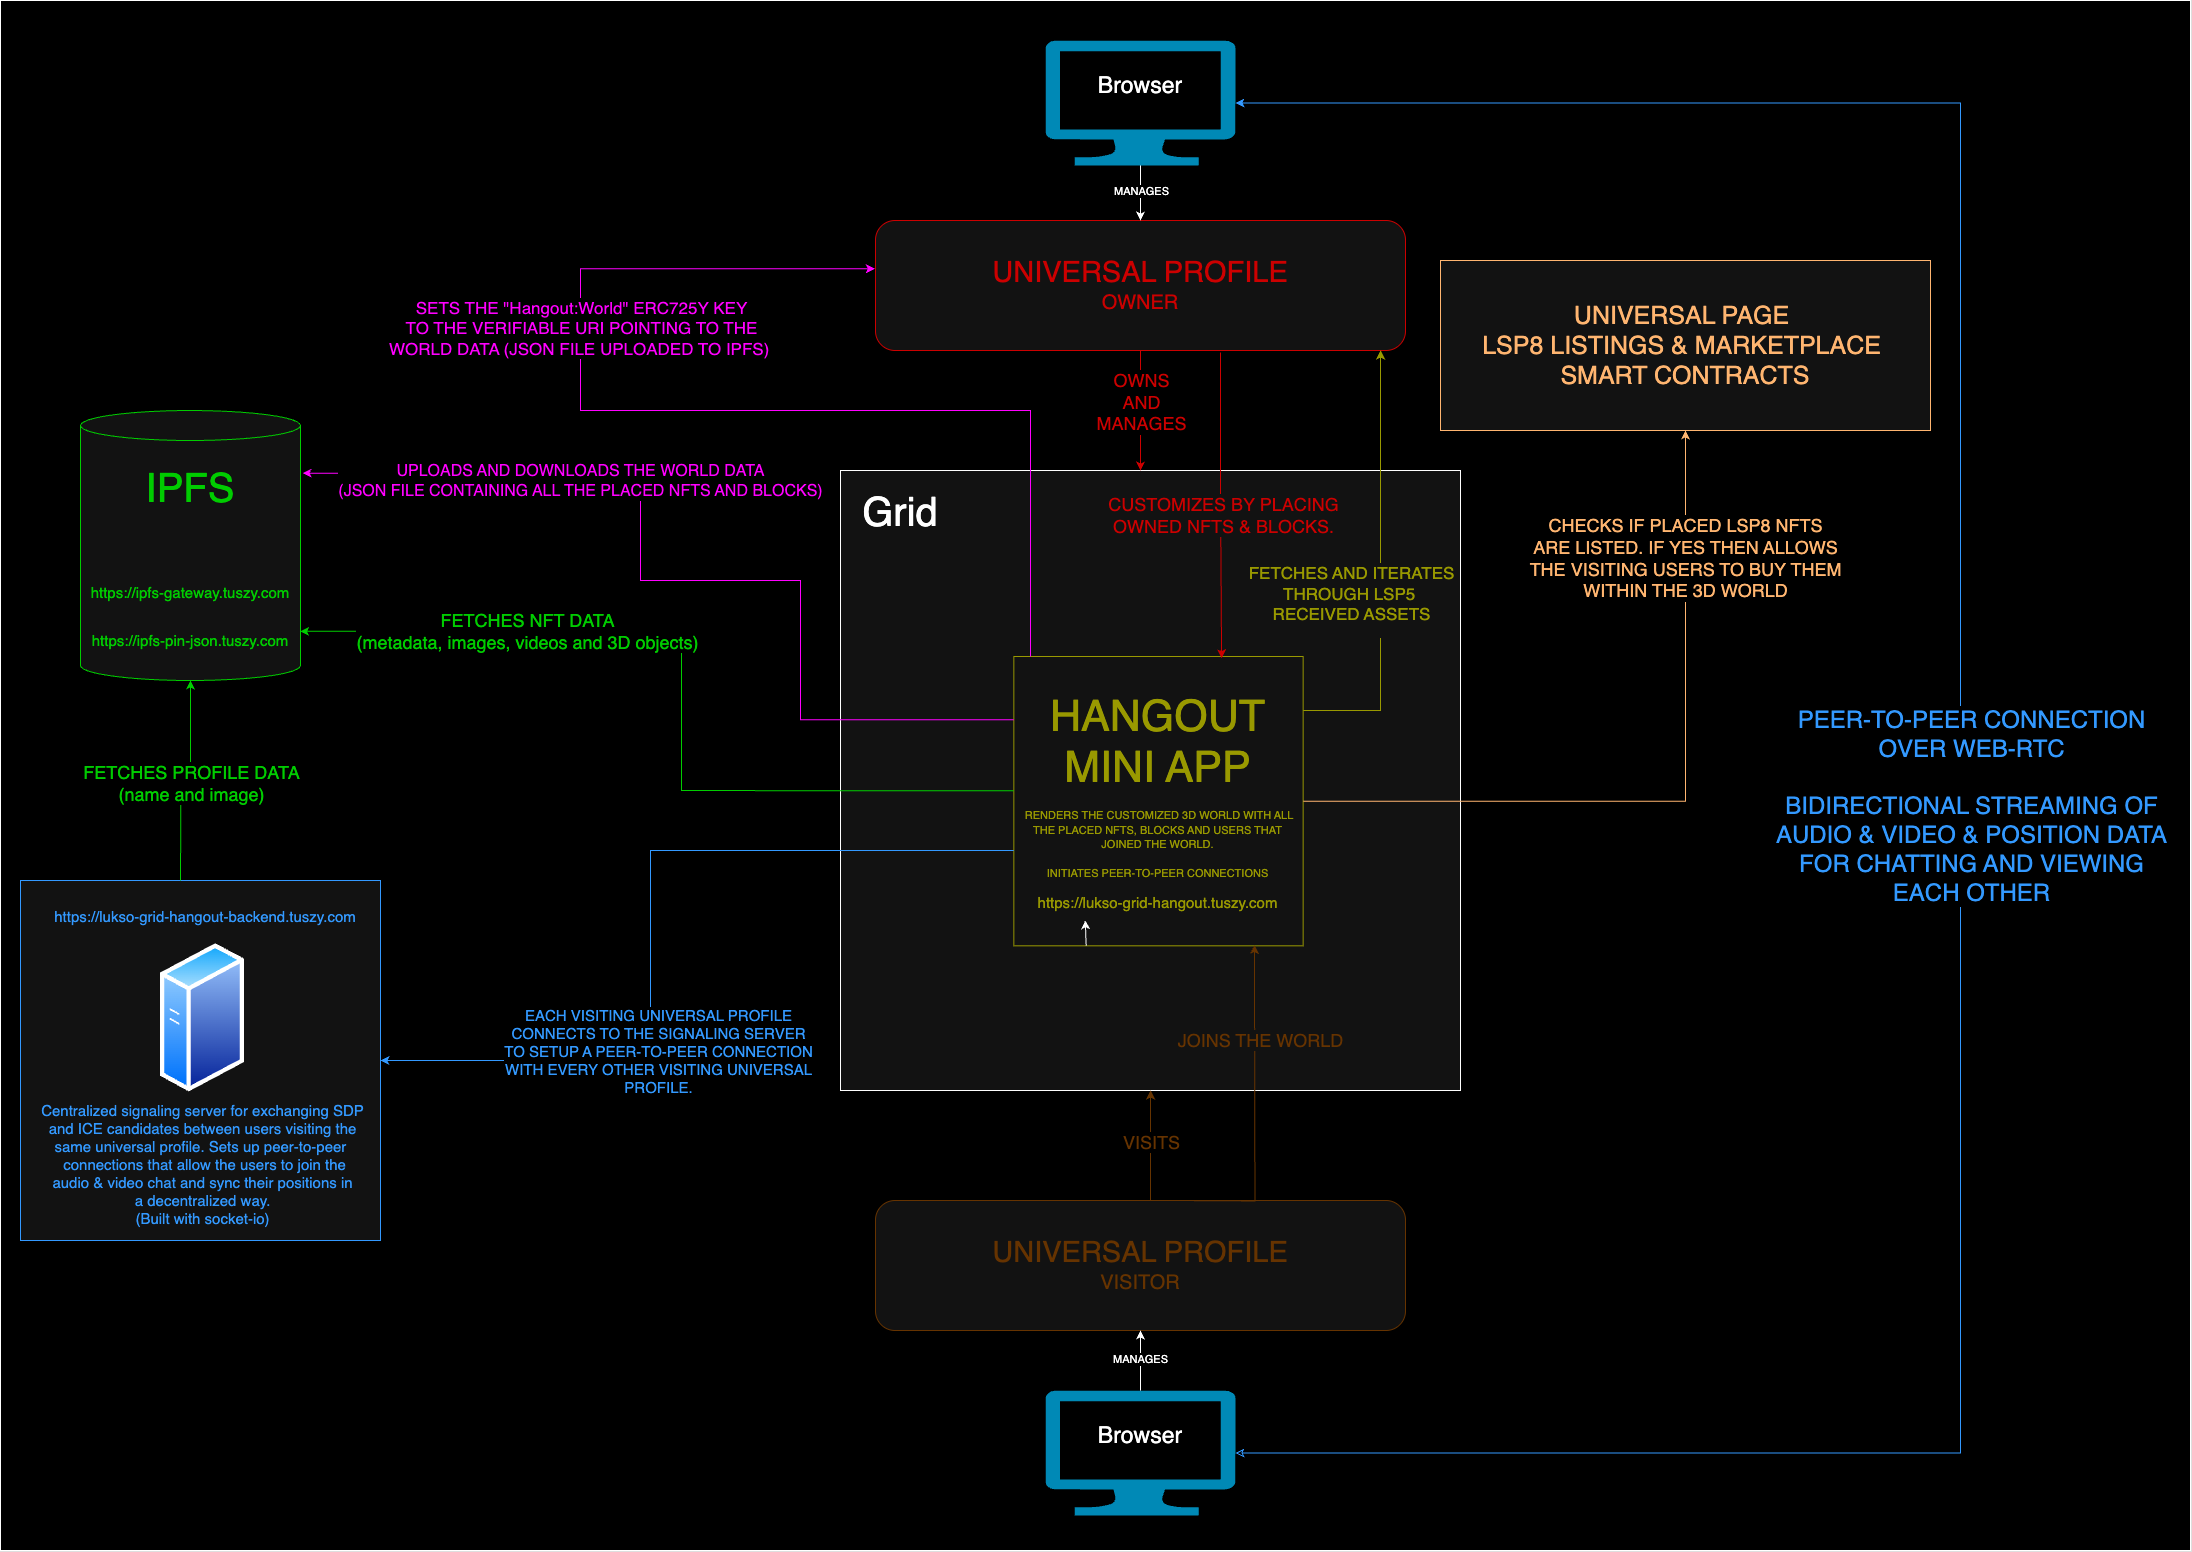 Browser
MANAGES
UNIVERSAL PROFILE
OWNER
SETS THE "Hangout:World" ERC725Y KEY
TO THE VERIFIABLE URI POINTING TO THE
WORLD DATA (JSON FILE UPLOADED TO IPFS)
UNIVERSAL PAGE
LSP8 LISTINGS & MARKETPLACE
SMART CONTRACTS
OWNS
AND
MANAGES
IPFS
https://ipfs-gateway.tuszy.com
https://ipfs-pin-json.tuszy.com
UPLOADS AND DOWNLOADS THE WORLD DATA
(JSON FILE CONTAINING ALL THE PLACED NFTS AND BLOCKS)
Grid
CUSTOMIZES BY PLACING
OWNED NFTS & BLOCKS.
CHECKS IF PLACED LSP8 NFTS
ARE LISTED. IF YES THEN ALLOWS
THE VISITING USERS TO BUY THEM
WITHIN THE 3D WORLD
FETCHES AND ITERATES
THROUGH LSP5
RECEIVED ASSETS
FETCHES NFT DATA
(metadata, images, videos and 3D objects)
HANGOUT
MINI APP
RENDERS THE CUSTOMIZED 3D WORLD WITH ALL
THE PLACED NFTS, BLOCKS AND USERS THAT
JOINED THE WORLD.
INITIATES PEER-TO-PEER CONNECTIONS
https://lukso-grid-hangout.tuszy.com
PEER-TO-PEER CONNECTION
OVER WEB-RTC
BIDIRECTIONAL STREAMING OF
AUDIO & VIDEO & POSITION DATA
FOR CHATTING AND VIEWING
EACH OTHER
FETCHES PROFILE DATA
(name and image)
https://lukso-grid-hangout-backend.tuszy.com
Centralized signaling server for exchanging SDP
and ICE candidates between users visiting the
same universal profile. Sets up peer-to-peer
connections that allow the users to join the
audio & video chat and sync their positions in
a decentralized way.
(Built with socket-io)
EACH VISITING UNIVERSAL PROFILE
CONNECTS TO THE SIGNALING SERVER
TO SETUP A PEER-TO-PEER CONNECTION
WITH EVERY OTHER VISITING UNIVERSAL
PROFILE.
JOINS THE WORLD
VISITS
UNIVERSAL PROFILE
VISITOR
MANAGES
Browser